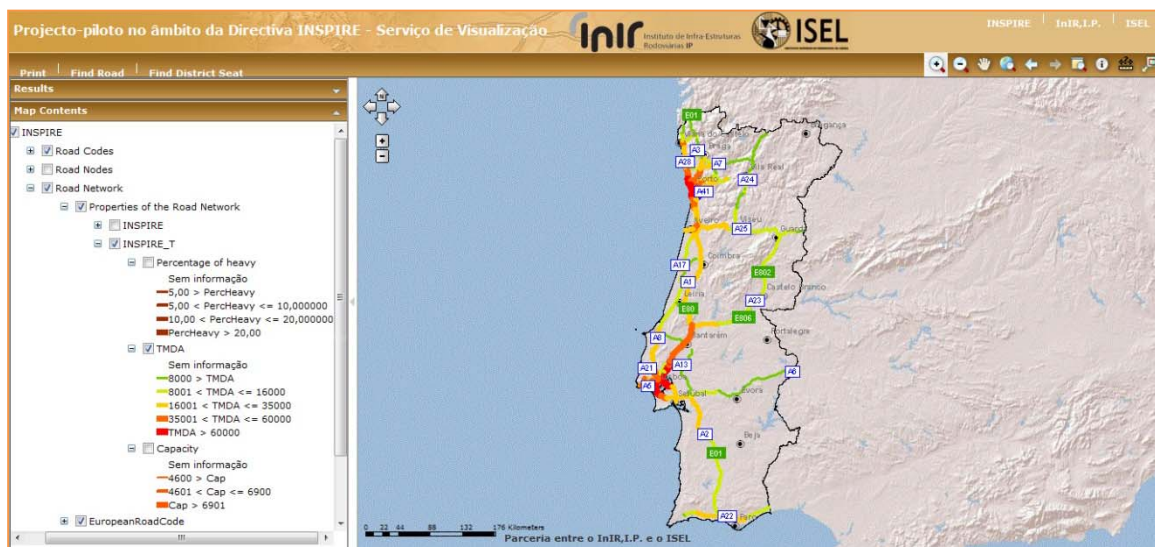 Projecto-piloto no âmbito da Directiva INSPIRE - Serviço de Visualização
InIR
Instituto de Infra-Estruturas
Rodoviárias IP
ISEL
INSPIRE InIR,I.P. ISEL
Print Find Road Find District Seat
Results
Map Contents
INSPIRE
Road Codes
Road Nodes
Road Network
Properties of the Road Network
INSPIRE
INSPIRE_T
Percentage of heavy
Sem informação
5,00 > PercHeavy
5,00 < PercHeavy <= 10,000000
10,00 < PercHeavy <= 20,000000
PercHeavy > 20,00
TMDA
Sem informação
8000 > TMDA
8001 < TMDA <= 16000
16001 < TMDA <= 35000
35001 < TMDA <= 60000
TMDA > 60000
Capacity
Sem informação
4600 > Cap
4601 < Cap <= 6900
Cap > 6901
EuropeanRoadCode
N
E01
Viana do Castelo
Bragança
A3
Braga
A28
A7
Vila Real
A24
Porto
A41
Aveiro
Viseu
A25
Guarda
A17
Coimbra
E802
A1
Leiria
Castelo Branco
A23
E80
E806
A8
Santarém
Portalegre
A21
A13
A6
A5
Lisboa
Setúbal
Évora
A2
Beja
E01
A22
Faro
0 22 44 88 132 176 Kilometers
Parceria entre o InIR,I.P. e o ISEL